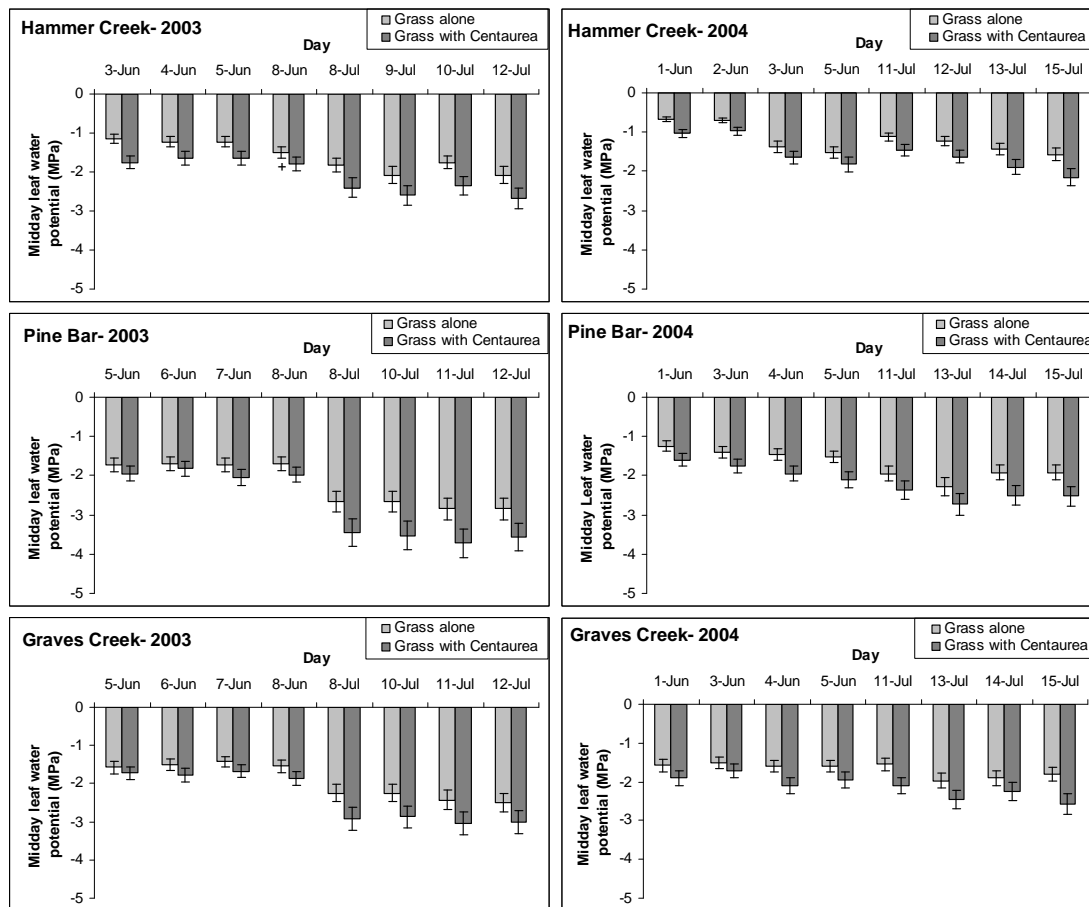 Hammer Creek- 2003
Grass alone
Grass with Centaurea
Day
3-Jun 4-Jun 5-Jun 8-Jun 8-Jul 9-Jul 10-Jul 12-Jul
0
-1
-2
-3
-4
-5
Midday leaf water
potential (MPa)
+
Hammer Creek- 2004
Grass alone
Grass with Centaurea
Day
1-Jun 2-Jun 3-Jun 5-Jun 11-Jul 12-Jul 13-Jul 15-Jul
0
-1
-2
-3
-4
-5
Midday leaf water
potential (MPa)
Pine Bar- 2003
Grass alone
Grass with Centaurea
Day
5-Jun 6-Jun 7-Jun 8-Jun 8-Jul 10-Jul 11-Jul 12-Jul
0
-1
-2
-3
-4
-5
Midday leaf water
potential (MPa)
Pine Bar- 2004
Grass alone
Grass with Centaurea
Day
1-Jun 3-Jun 4-Jun 5-Jun 11-Jul 13-Jul 14-Jul 15-Jul
0
-1
-2
-3
-4
-5
Midday Leaf water
potential (MPa)
Graves Creek- 2003
Grass alone
Grass with Centaurea
Day
5-Jun 6-Jun 7-Jun 8-Jun 8-Jul 10-Jul 11-Jul 12-Jul
0
-1
-2
-3
-4
-5
Midday leaf water
potential (MPa)
Graves Creek- 2004
Grass alone
Grass with Centaurea
Day
1-Jun 3-Jun 4-Jun 5-Jun 11-Jul 13-Jul 14-Jul 15-Jul
0
-1
-2
-3
-4
-5
Midday leaf water
potential (MPa)